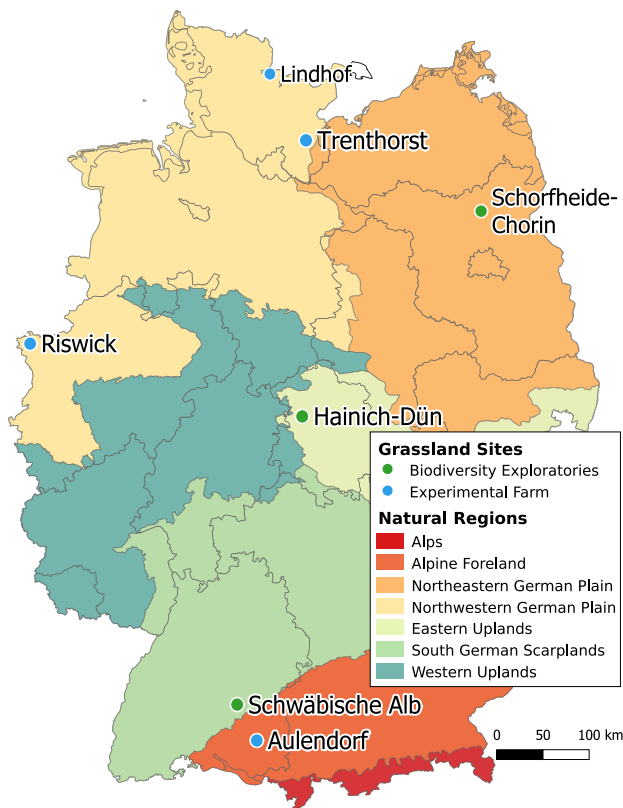 Lindhof
Trenthorst
Schorfheide-
Chorin
Riswick
Hainich-Dün
Grassland Sites
Biodiversity Exploratories
Experimental Farm
Natural Regions
Alps
Alpine Foreland
Northeastern German Plain
Northwestern German Plain
Eastern Uplands
South German Scarplands
Western Uplands
Schwäbische Alb
Aulendorf
0 50 100 km